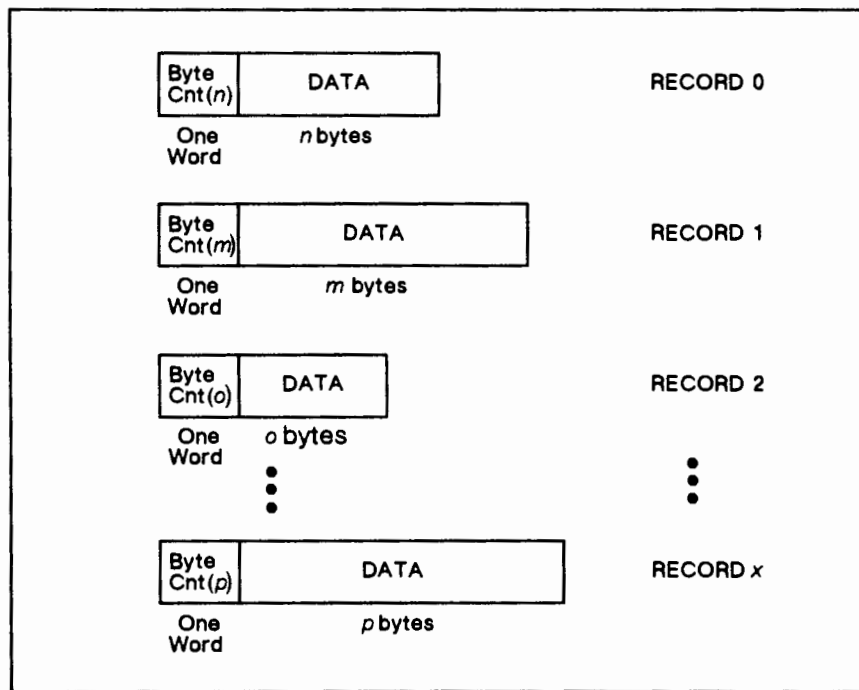 Byte
Cnt(n)
DATA
RECORD 0
One
Word
n bytes
Byte
Cnt(m)
DATA
RECORD 1
One
Word
m bytes
Byte
Cnt(o)
DATA
RECORD 2
One
Word
o bytes
Byte
Cnt(p)
DATA
RECORD x
One
Word
p bytes